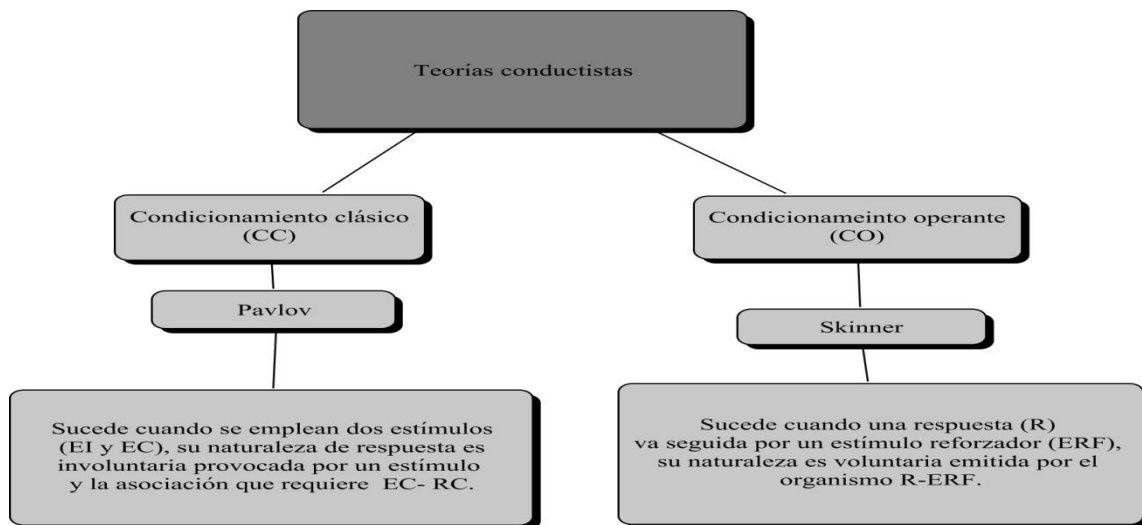 Teorías conductistas
Condicionamiento clásico
(CC)
Pavlov
Sucede cuando se emplean dos estímulos
(EI y EC), su naturaleza de respuesta es
involuntaria provocada por un estímulo
y la asociación que requiere EC- RC.
Condicionameinto operante
(CO)
Skinner
Sucede cuando una respuesta (R)
va seguida por un estímulo reforzador (ERF),
su naturaleza es voluntaria emitida por el
organismo R-ERF.